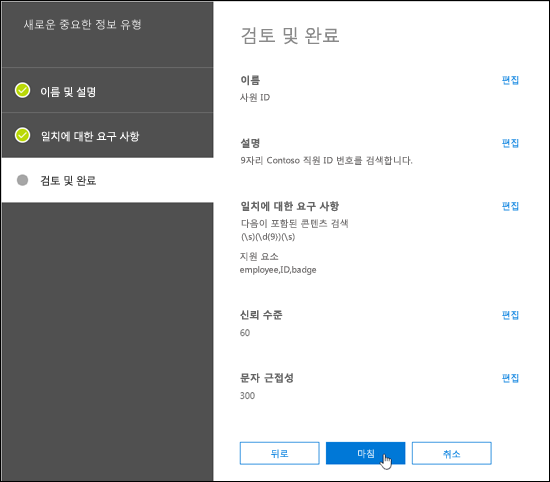 새로운 중요한 정보 유형
이름 및 설명
일치에 대한 요구 사항
검토 및 완료
검토 및 완료
이름 편집
사원 ID
설명 편집
9자리 Contoso 직원 ID 번호를 검색합니다.
일치에 대한 요구 사항 편집
다음이 포함된 콘텐츠 검색
(\s)(\d{9})(\s)
지원 요소
employee,ID,badge
신뢰 수준 편집
60
문자 근접성 편집
300
뒤로 마침 취소